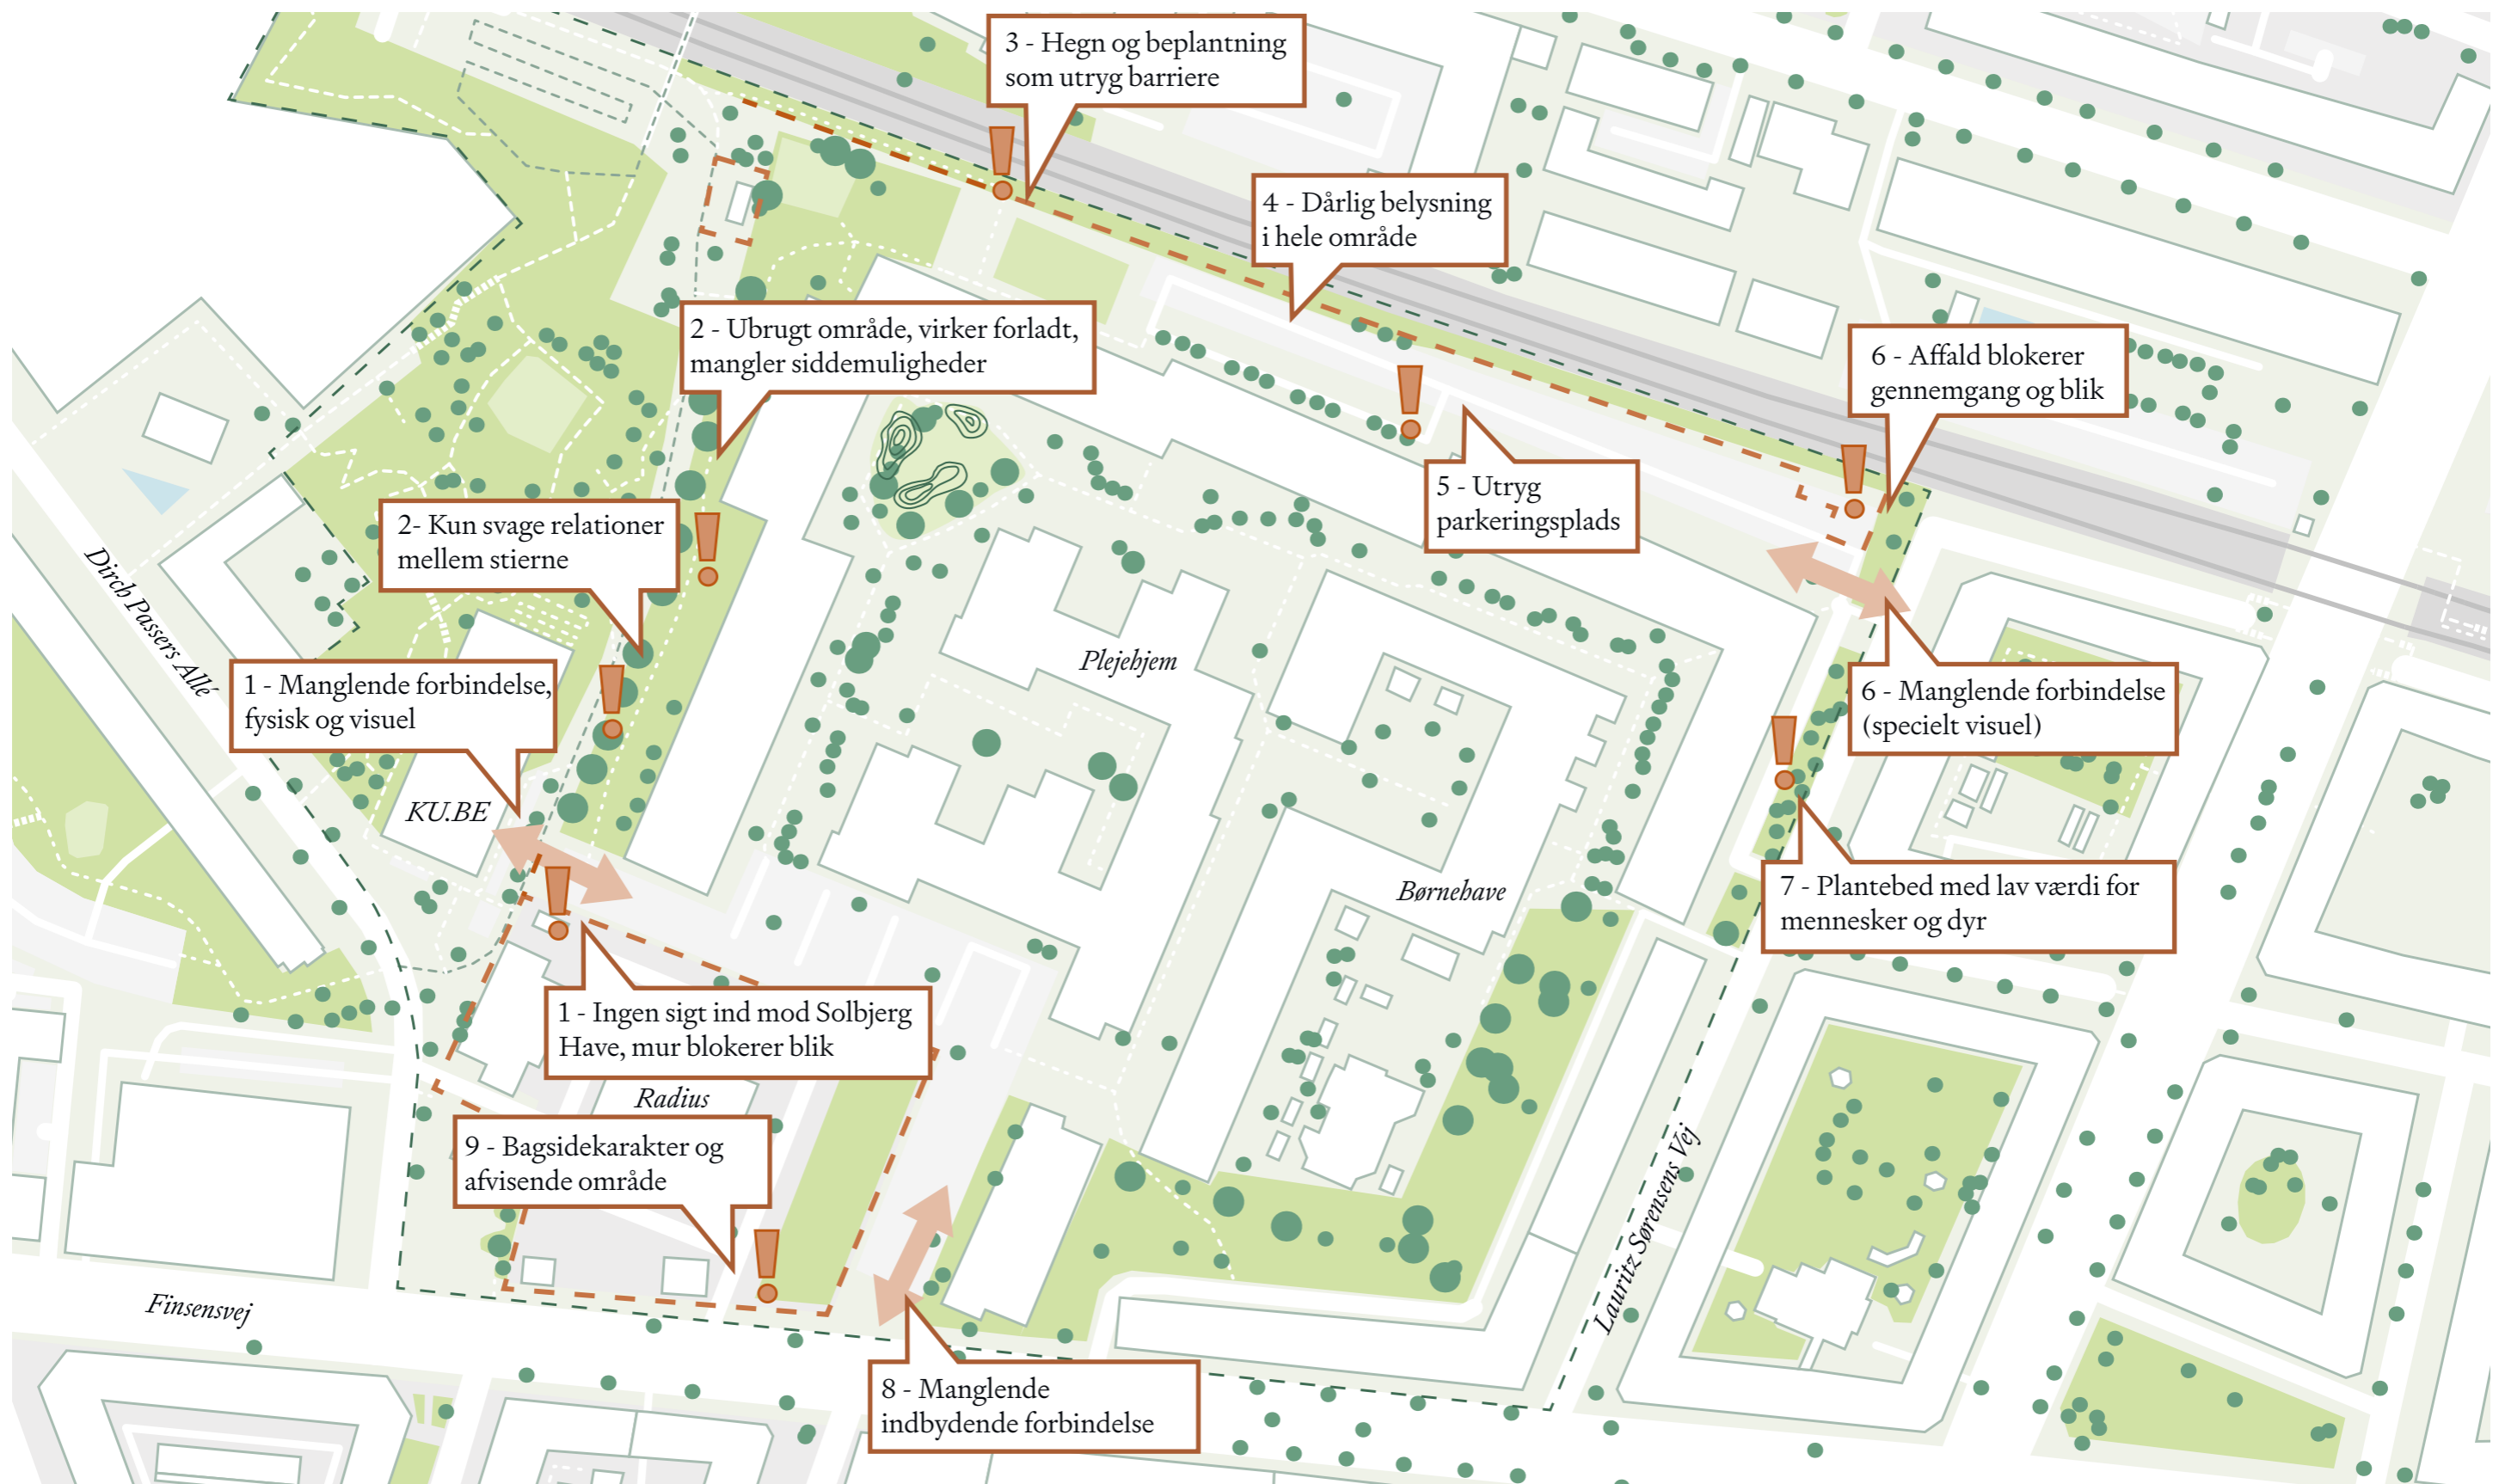 3 - Hegn og beplantning
som utryg barriere
4 - Dårlig belysning
i hele område
2 - Ubrugt område, virker forladt,
mangler siddemuligheder
6 - Affald blokerer
gennemgang og blik
5 - Utryg
parkeringsplads
2- Kun svage relationer
mellem stierne
Dirch Passers Allé
1 - Manglende forbindelse,
fysisk og visuel
Plejehjem
6 - Manglende forbindelse
(specielt visuel)
KU.BE
Børnehave
7 - Plantebed med lav værdi for
mennesker og dyr
1 - Ingen sigt ind mod Solbjerg
Have, mur blokerer blik
Radius
9 - Bagsidekarakter og
afvisende område
Lauritz Sørensens Vej
Finsensvej
8 - Manglende
indbydende forbindelse